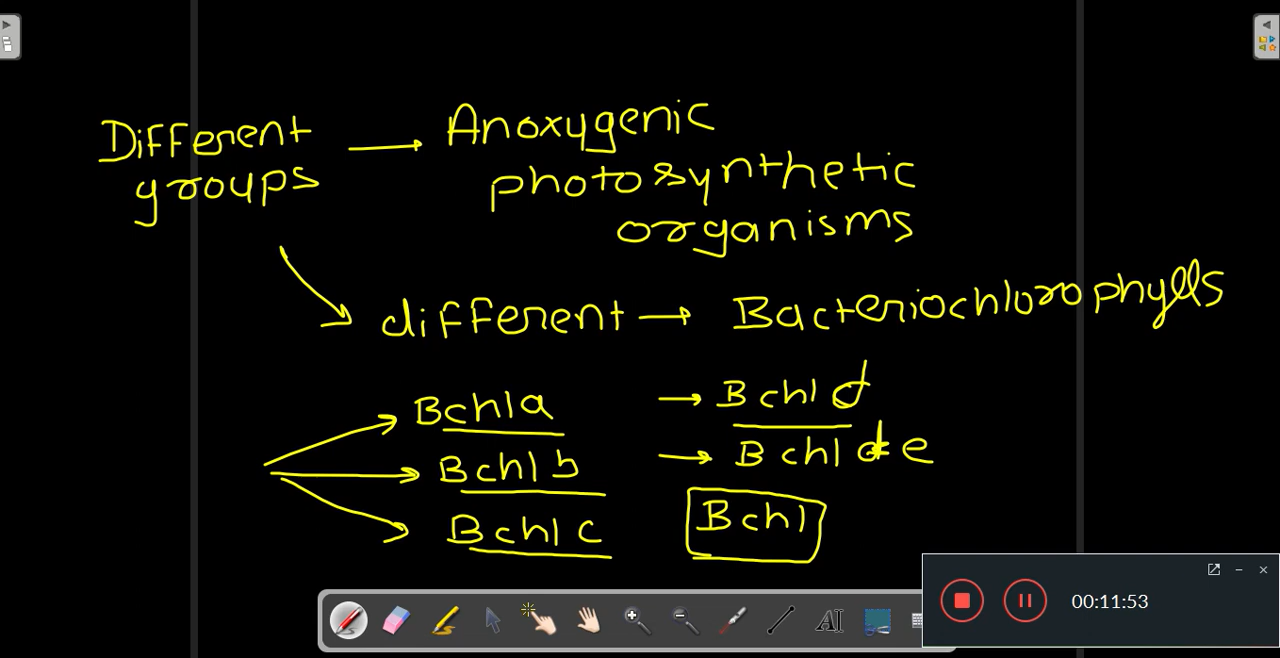 Different
groups
Anoxygenic
photosynthetic
organisms
different
Bacteriochlorophylls
Bchl a
Bchl d
Bchl b
Bchl d e
Bchl c
Bchl
00:11:53